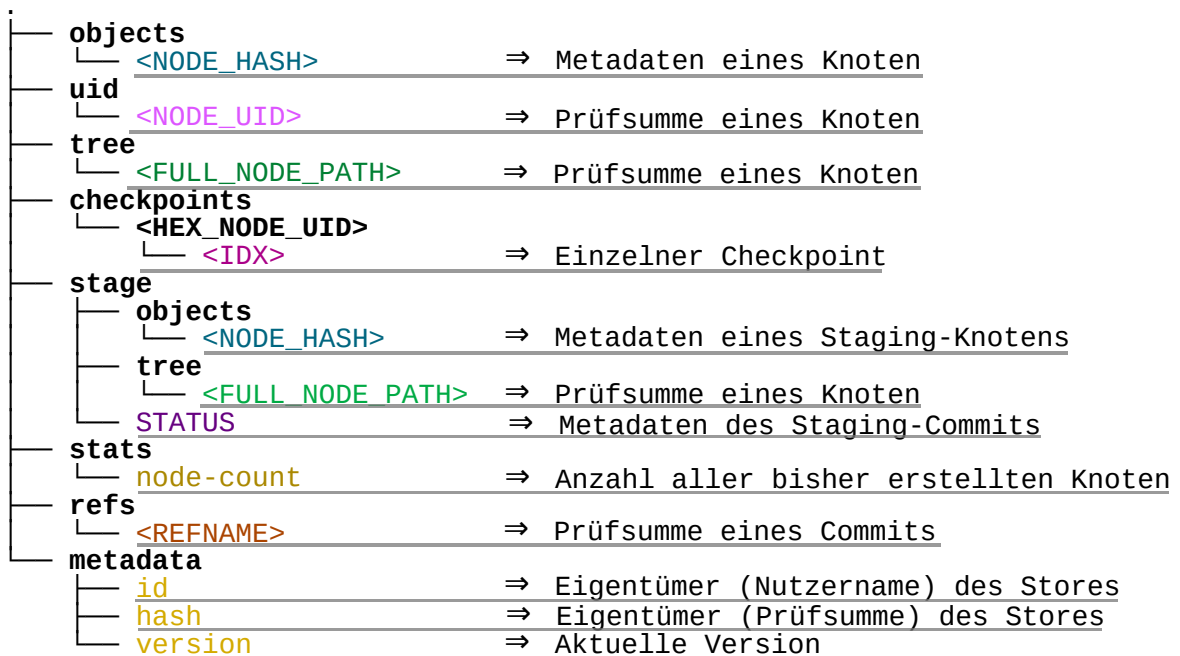 .
├── objects
│   └── <NODE_HASH> ⇒ Metadaten eines Knoten
├── uid
│   └── <NODE_UID> ⇒ Prüfsumme eines Knoten
├── tree
│   └── <FULL_NODE_PATH> ⇒ Prüfsumme eines Knoten
├── checkpoints
│   └── <HEX_NODE_UID>
│       └── <IDX> ⇒ Einzelner Checkpoint
├── stage
│   ├── objects
│   │   └── <NODE_HASH> ⇒ Metadaten eines Staging-Knotens
│   ├── tree
│   │   └── <FULL_NODE_PATH> ⇒ Prüfsumme eines Knoten
│   └── STATUS ⇒ Metadaten des Staging-Commits
├── stats
│   └── node-count ⇒ Anzahl aller bisher erstellten Knoten
├── refs
│   └── <REFNAME> ⇒ Prüfsumme eines Commits
└── metadata
    ├── id ⇒ Eigentümer (Nutzername) des Stores
    ├── hash ⇒ Eigentümer (Prüfsumme) des Stores
    └── version ⇒ Aktuelle Version